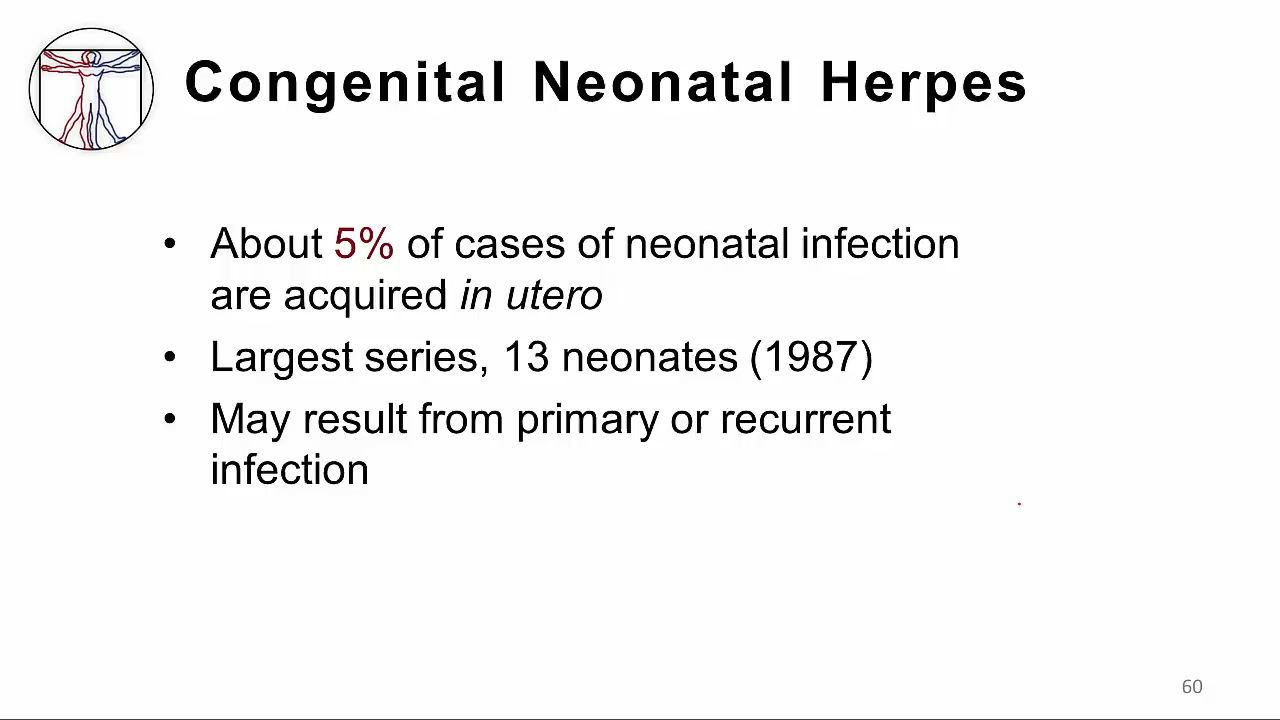 Congenital Neonatal Herpes
• About 5% of cases of neonatal infection
are acquired in utero
• Largest series, 13 neonates (1987)
• May result from primary or recurrent
infection
60